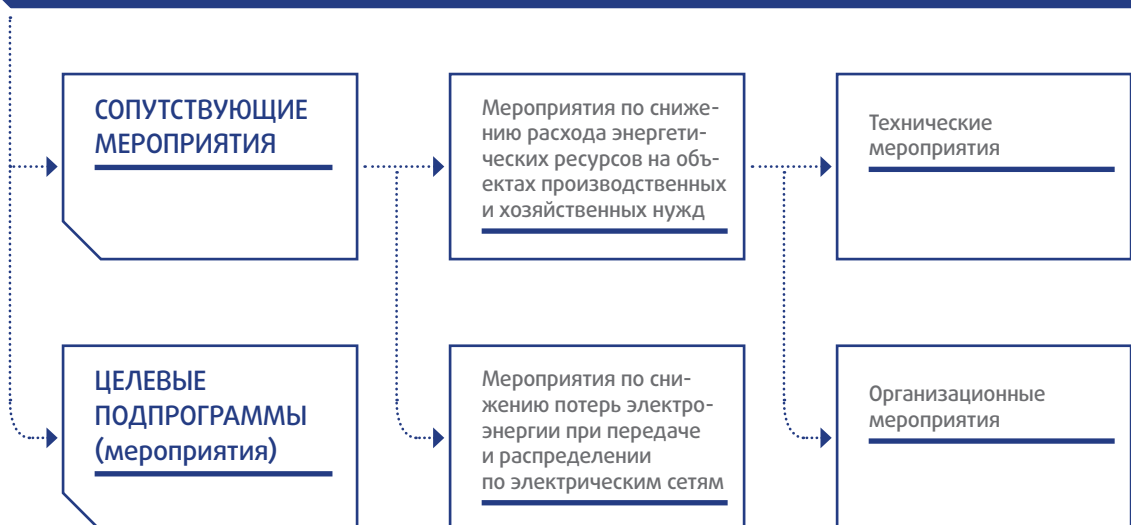 СОПУТСТВУЮЩИЕ
МЕРОПРИЯТИЯ
Мероприятия по сниже-
нию расхода энергети-
ческих ресурсов на объ-
ектах производственных
и хозяйственных нужд
Технические
мероприятия
ЦЕЛЕВЫЕ
ПОДПРОГРАММЫ
(мероприятия)
Мероприятия по сни-
жению потерь электро-
энергии при передаче
и распределении
по электрическим сетям
Организационные
мероприятия